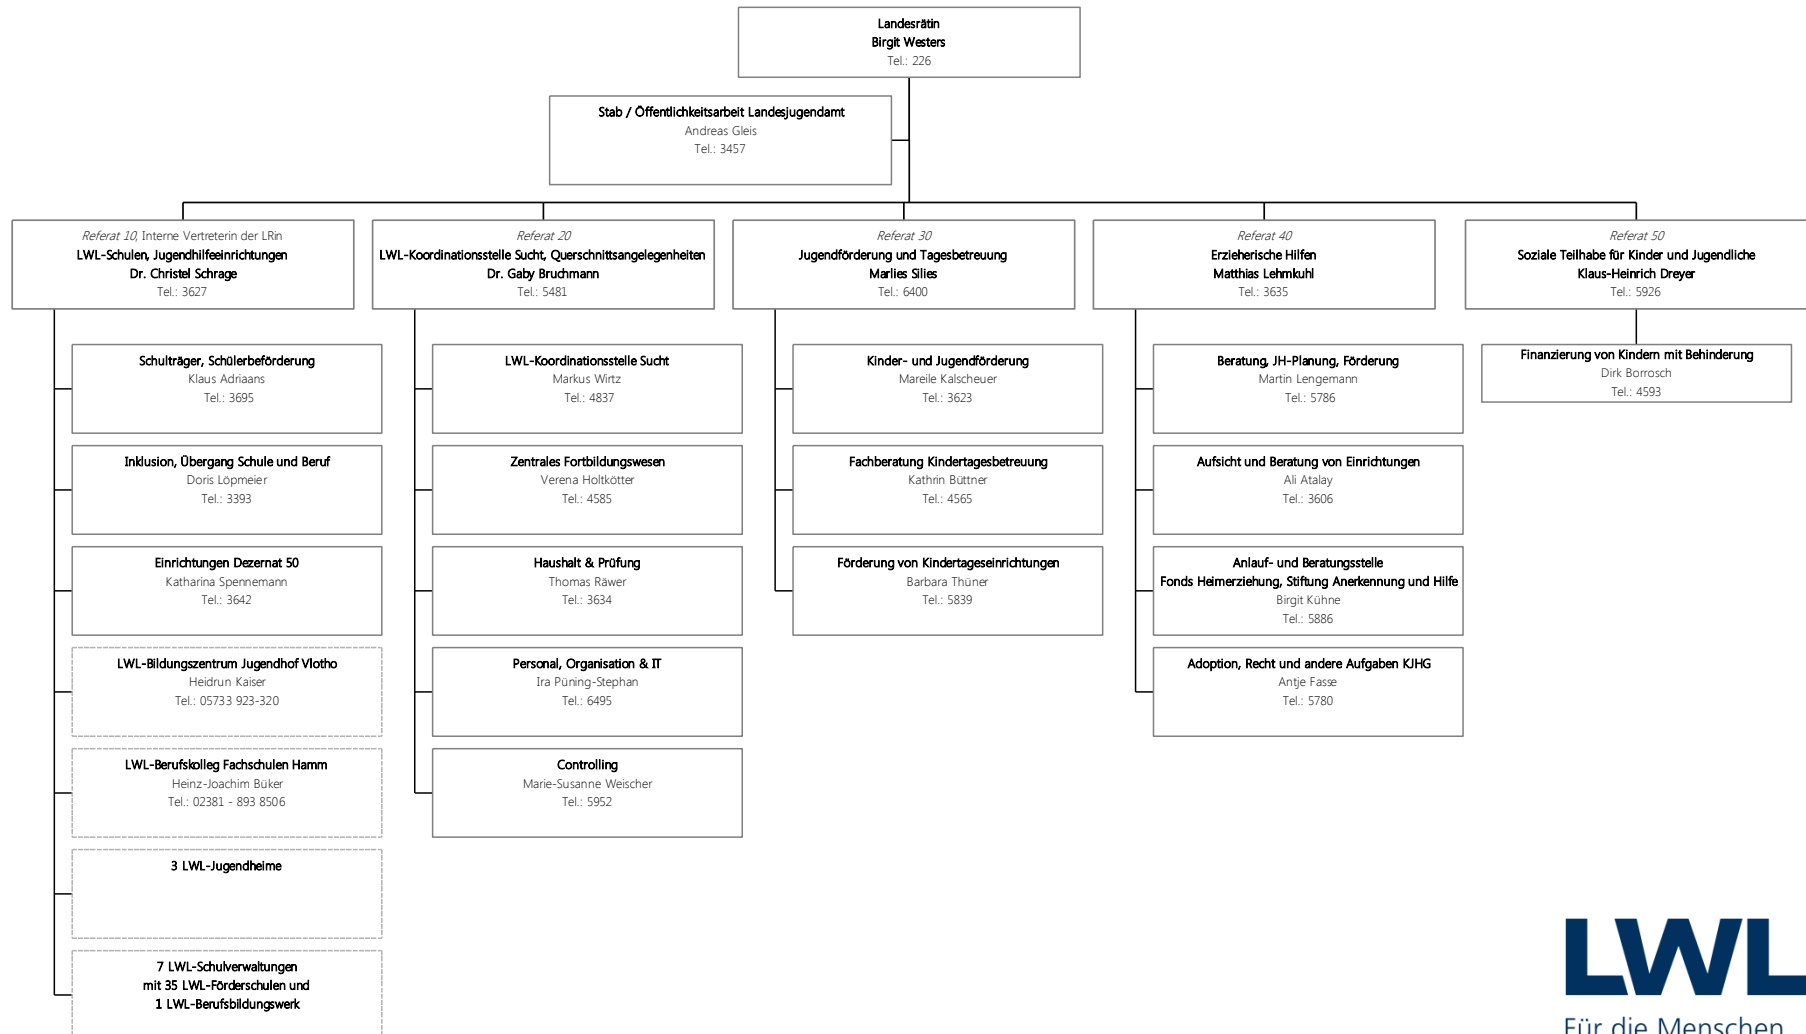 Landesrätin
Birgit Westers
Tel.: 226
Stab / Öffentlichkeitsarbeit Landesjugendamt
Andreas Gleis
Tel.: 3457
Referat 10, Interne Vertreterin der LRin
LWL-Schulen, Jugendhilfeeinrichtungen
Dr. Christel Schrage
Tel.: 3627
Schulträger, Schülerbeförderung
Klaus Adriaans
Tel.: 3695
Inklusion, Übergang Schule und Beruf
Doris Löpmeier
Tel.: 3393
Einrichtungen Dezernat 50
Katharina Spennemann
Tel.: 3642
LWL-Bildungszentrum Jugendhof Vlotho
Heidrun Kaiser
Tel.: 05733 923-320
LWL-Berufskolleg Fachschulen Hamm
Heinz-Joachim Büker
Tel.: 02381 - 893 8506
3 LWL-Jugendheime
7 LWL-Schulverwaltungen
mit 35 LWL-Förderschulen und
1 LWL-Berufsbildungswerk
Referat 20
LWL-Koordinationsstelle Sucht, Querschnittsangelegenheiten
Dr. Gaby Bruchmann
Tel.: 5481
LWL-Koordinationsstelle Sucht
Markus Wirtz
Tel.: 4837
Zentrales Fortbildungswesen
Verena Holtkötter
Tel.: 4585
Haushalt & Prüfung
Thomas Räwer
Tel.: 3634
Personal, Organisation & IT
Ira Püning-Stephan
Tel.: 6495
Controlling
Marie-Susanne Weischer
Tel.: 5952
Referat 30
Jugendförderung und Tagesbetreuung
Marlies Silies
Tel.: 6400
Kinder- und Jugendförderung
Mareile Kalscheuer
Tel.: 3623
Fachberatung Kindertagesbetreuung
Kathrin Büttner
Tel.: 4565
Förderung von Kindertageseinrichtungen
Barbara Thüner
Tel.: 5839
Referat 40
Erzieherische Hilfen
Matthias Lehmkuhl
Tel.: 3635
Beratung, JH-Planung, Förderung
Martin Lengemann
Tel.: 5786
Aufsicht und Beratung von Einrichtungen
Ali Atalay
Tel.: 3606
Anlauf- und Beratungsstelle
Fonds Heimerziehung, Stiftung Anerkennung und Hilfe
Birgit Kühne
Tel.: 5886
Adoption, Recht und andere Aufgaben KJHG
Antje Fasse
Tel.: 5780
Referat 50
Soziale Teilhabe für Kinder und Jugendliche
Klaus-Heinrich Dreyer
Tel.: 5926
Finanzierung von Kindern mit Behinderung
Dirk Borrosch
Tel.: 4593
LWL
Für die Menschen